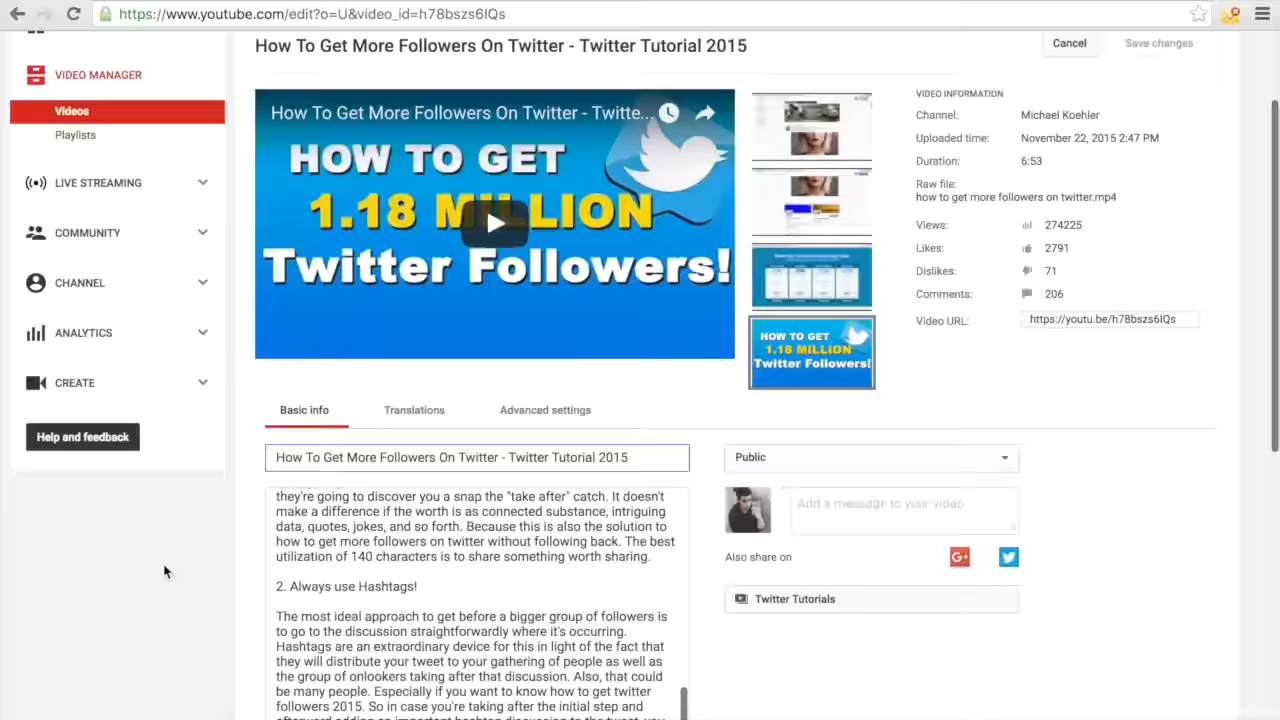 https://www.youtube.com/edit?o=U&video_id=h78bszs6IQs
How To Get More Followers On Twitter - Twitter Tutorial 2015
Cancel
Save changes
VIDEO MANAGER
Videos
Playlists
LIVE STREAMING
COMMUNITY
CHANNEL
ANALYTICS
CREATE
Help and feedback
How To Get More Followers On Twitter - Twitte...
HOW TO GET
1.18 MILLION
Twitter Followers!
HOW TO GET
1.18 MILLION
Twitter Followers!
VIDEO INFORMATION
Channel: Michael Koehler
Uploaded time: November 22, 2015 2:47 PM
Duration: 6:53
Raw file:
how to get more followers on twitter.mp4
Views: 274225
Likes: 2791
Dislikes: 71
Comments: 206
Video URL: https://youtu.be/h78bszs6IQs
Basic info
Translations
Advanced settings
How To Get More Followers On Twitter - Twitter Tutorial 2015
they're going to discover you a snap the "take after" catch. It doesn't
make a difference if the worth is as connected substance, intriguing
data, quotes, jokes, and so forth. Because this is also the solution to
how to get more followers on twitter without following back. The best
utilization of 140 characters is to share something worth sharing.
2. Always use Hashtags!
The most ideal approach to get before a bigger group of followers is
to go to the discussion straightforwardly where it's occurring.
Hashtags are an extraordinary device for this in light of the fact that
they will distribute your tweet to your gathering of people as well as
the group of onlookers taking after that discussion. Also, that could
be many people. Especially if you want to know how to get twitter
followers 2015. So in case you're taking after the initial step and
Public
Add a message to your video
Also share on
G+
Twitter Tutorials